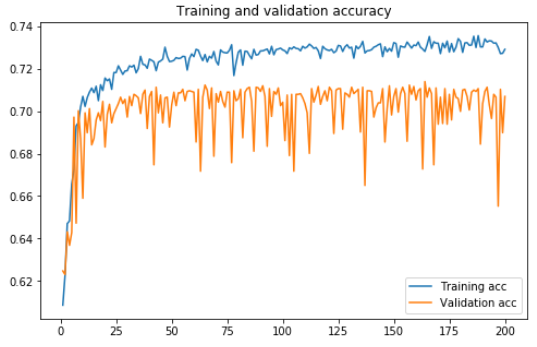 Training and validation accuracy
0.74
0.72
0.70
0.68
0.66
0.64
0.62
0 25 50 75 100 125 150 175 200
Training acc
Validation acc